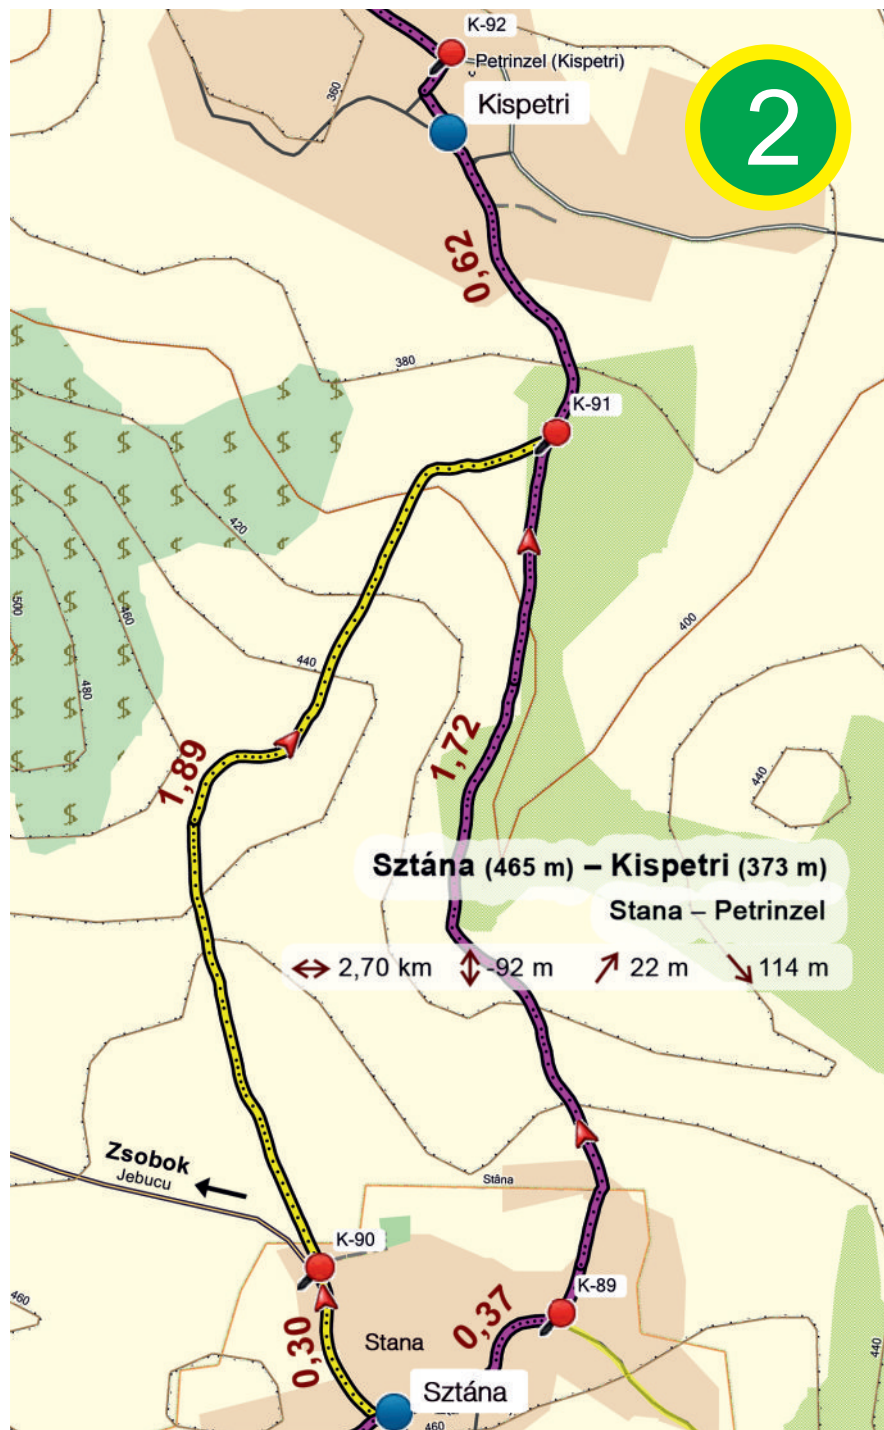 K-92
Petrinzel (Kispetri)
360
Kispetri
2
0,62
380
K-91
420
500
460
440
400
480
1,72
1,89
440
Sztána (465 m) – Kispetri (373 m)
Stana – Petrinzel
2,70 km -92 m 22 m 114 m
Zsobok
Jebucu
Stâna
K-90
K-89
460
0,37
0,30
Stana
440
Sztána
460